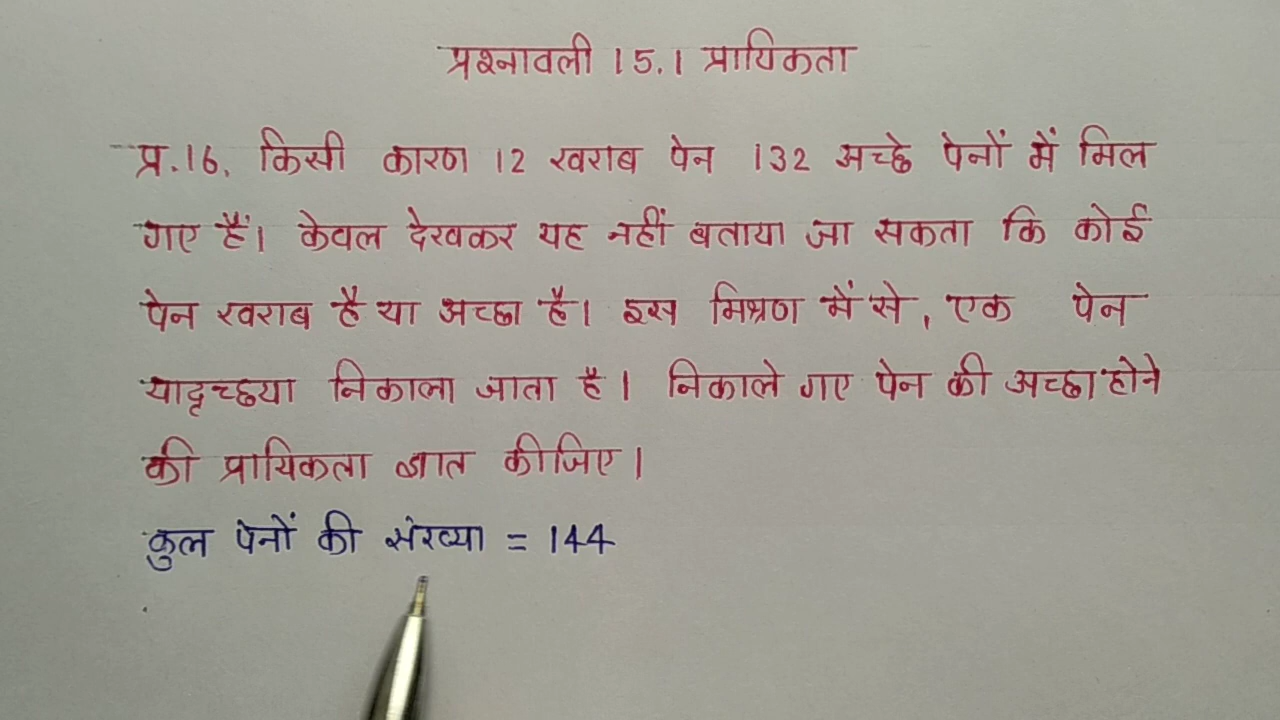 प्रश्नावली 15.1 प्रायिकता
प्र.16. किसी कारण 12 खराब पेन 132 अच्छे पेनों में मिल
गए हैं। केवल देखकर यह नहीं बताया जा सकता कि कोई
पेन खराब है या अच्छा है। इस मिश्रण में से, एक पेन
यादृच्छया निकाला जाता है। निकाले गए पेन की अच्छा होने
की प्रायिकता ज्ञात कीजिए।
कुल पेनों की संख्या = 144